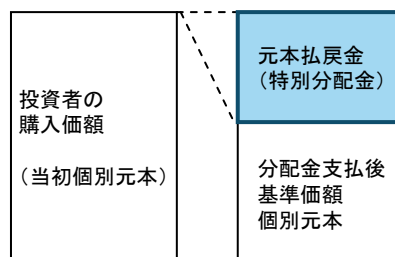 投資者の
購入価額
（当初個別元本）
元本払戻金
（特別分配金）
分配金支払後
基準価額
個別元本